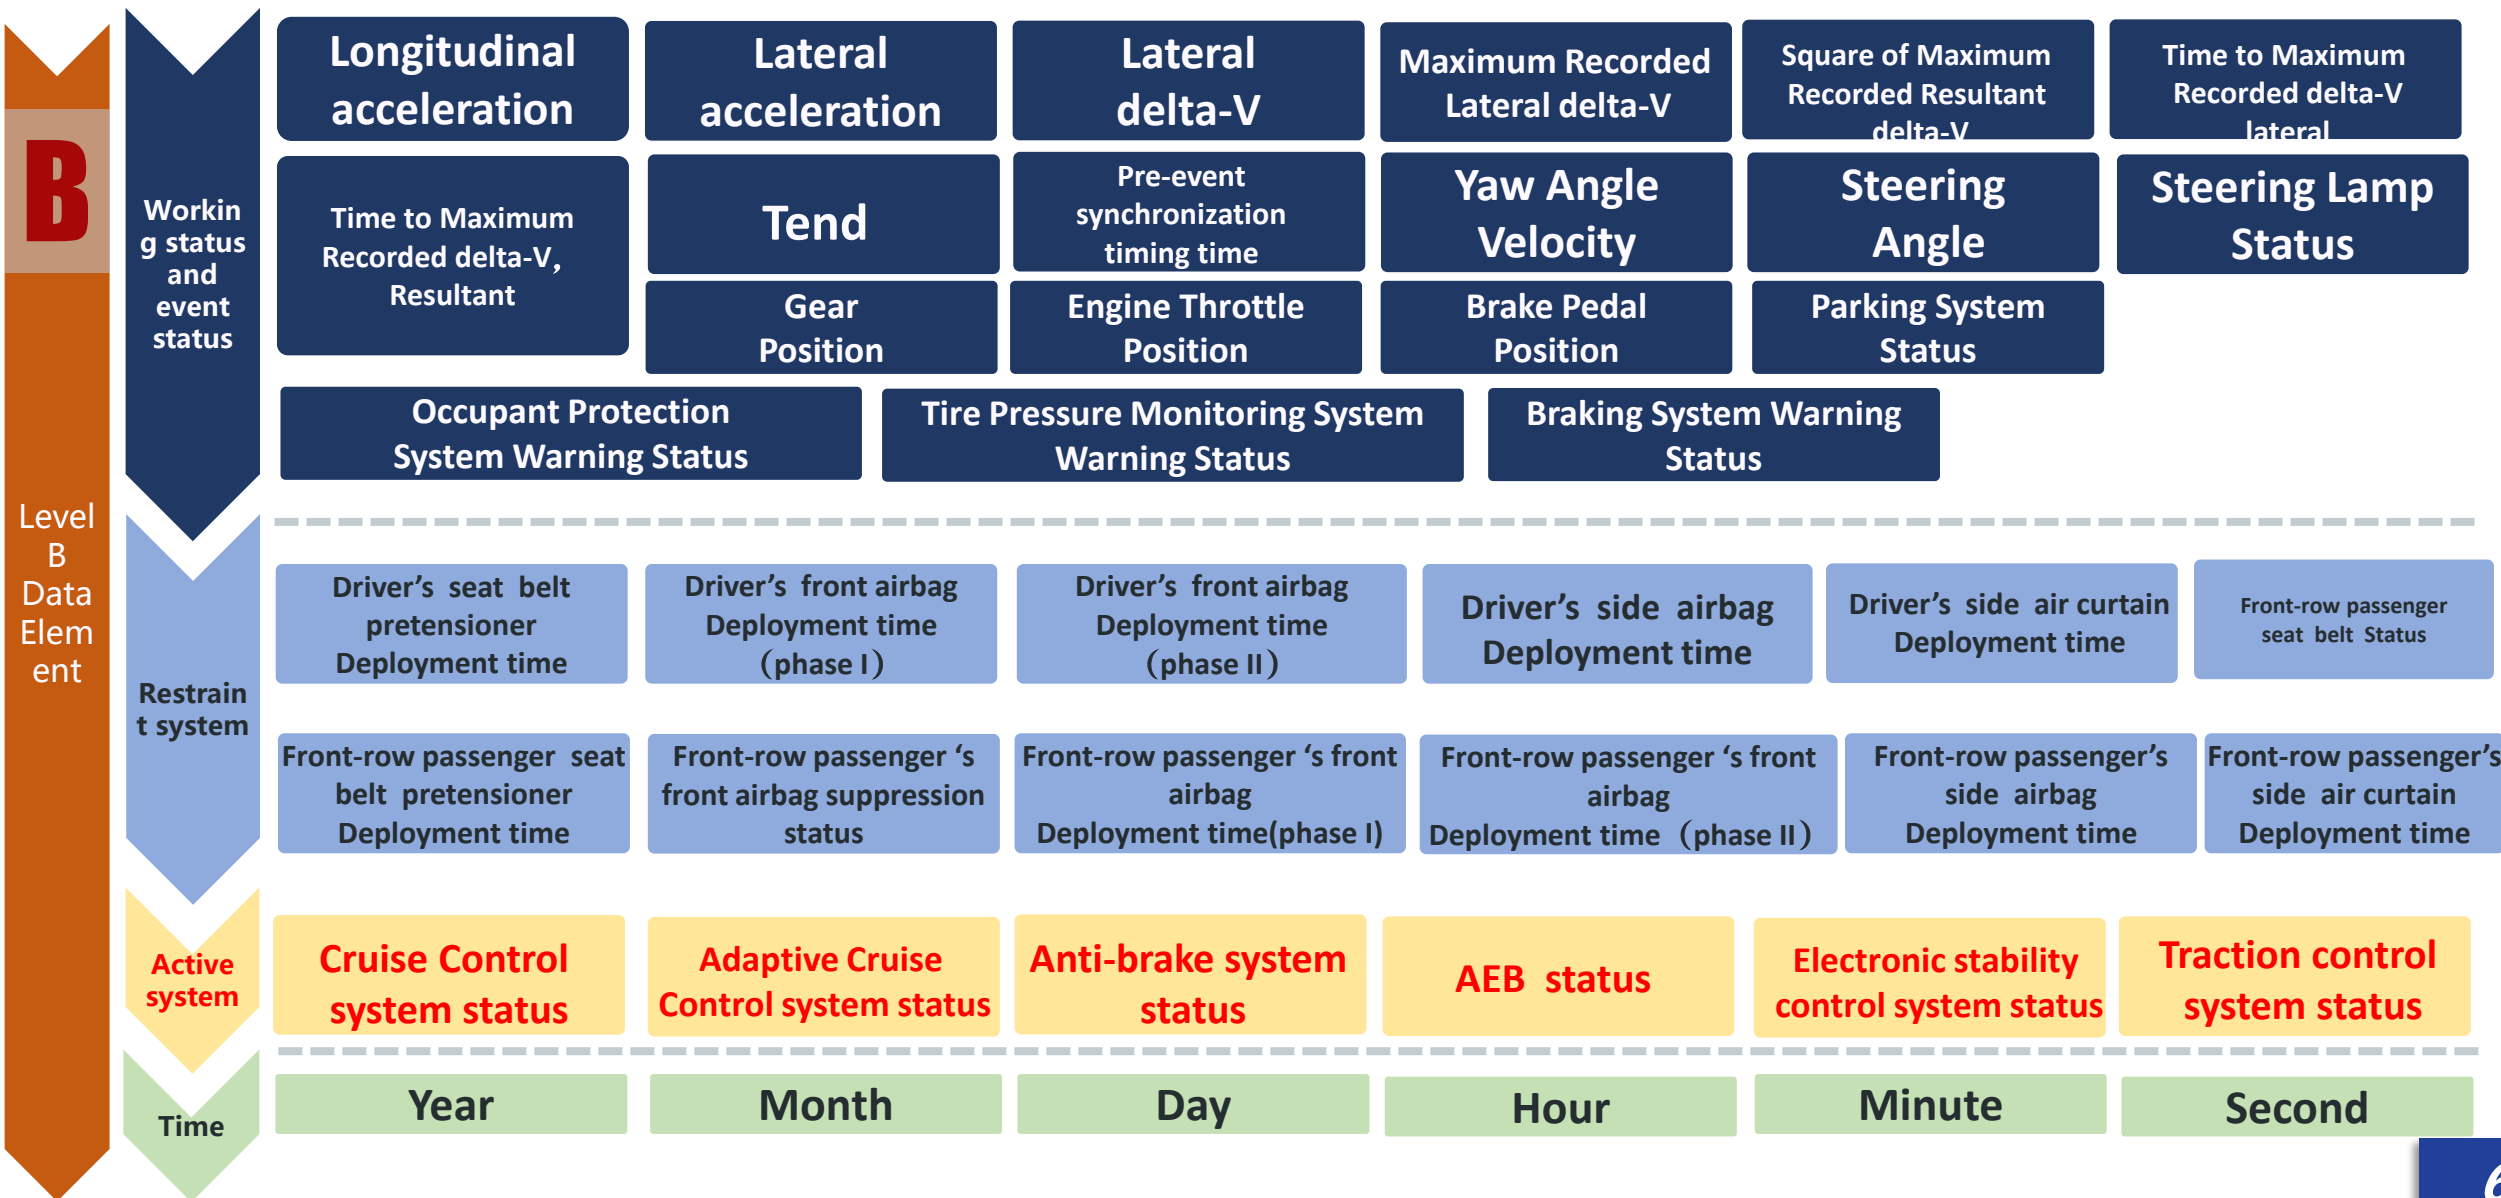 B
Level
B
Data
Elem
ent
Workin
g status
and
event
status
Longitudinal
acceleration
Lateral
acceleration
Lateral
delta-V
Maximum Recorded
Lateral delta-V
Square of Maximum
Recorded Resultant
delta-V
Time to Maximum
Recorded delta-V
lateral
Time to Maximum
Recorded delta-V,
Resultant
Tend
Pre-event
synchronization
timing time
Yaw Angle
Velocity
Steering
Angle
Steering Lamp
Status
Gear
Position
Engine Throttle
Position
Brake Pedal
Position
Parking System
Status
Occupant Protection
System Warning Status
Tire Pressure Monitoring System
Warning Status
Braking System Warning
Status
Restrain
t system
Driver’s seat belt
pretensioner
Deployment time
Driver’s front airbag
Deployment time
（phase I）
Driver’s front airbag
Deployment time
（phase II）
Driver’s side airbag
Deployment time
Driver’s side air curtain
Deployment time
Front-row passenger
seat belt Status
Front-row passenger seat
belt pretensioner
Deployment time
Front-row passenger ‘s
front airbag suppression
status
Front-row passenger ‘s front
airbag
Deployment time(phase I)
Front-row passenger ‘s front
airbag
Deployment time（phase II）
Front-row passenger’s
side airbag
Deployment time
Front-row passenger’s
side air curtain
Deployment time
Active
system
Cruise Control
system status
Adaptive Cruise
Control system status
Anti-brake system
status
AEB status
Electronic stability
control system status
Traction control
system status
Time
Year
Month
Day
Hour
Minute
Second